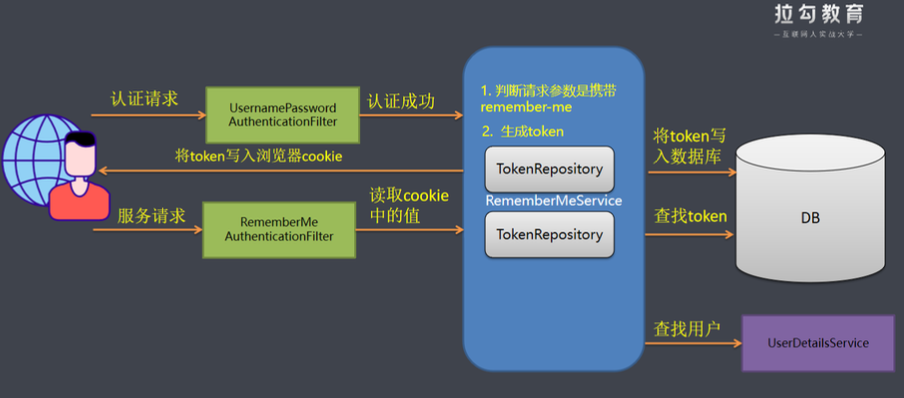 拉勾教育
—互联网人实战大学—
认证请求
UsernamePassword
AuthenticationFilter
认证成功
1. 判断请求参数是携带
remember-me
2. 生成token
将token写
入数据库
将token写入浏览器cookie
TokenRepository
RememberMeService
服务请求
RememberMe
AuthenticationFilter
读取cookie
中的值
TokenRepository
查找token
DB
查找用户
UserDetailsService